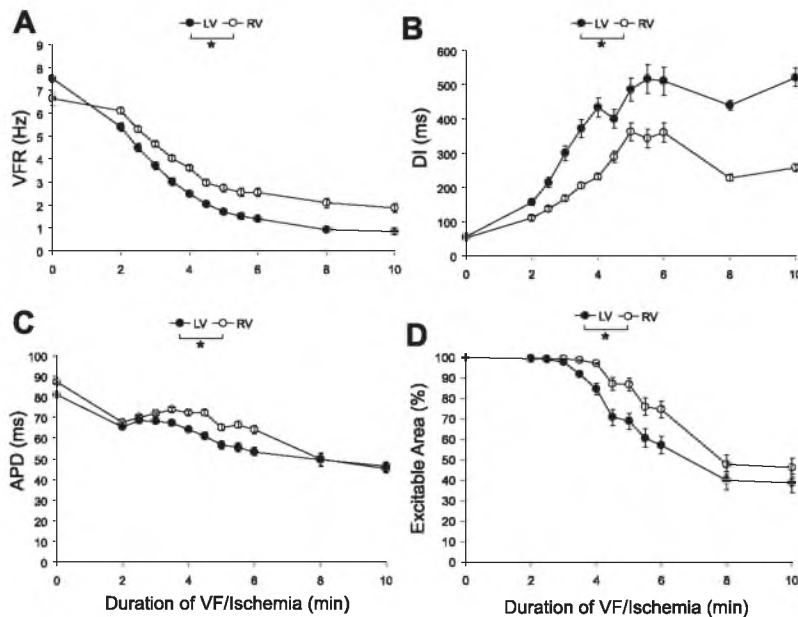 A
LV RV
*
VFR (Hz)
9
8
7
6
5
4
3
2
1
0
0 2 4 6 8 10
B
LV RV
*
DI (ms)
600
500
400
300
200
100
0
0 2 4 6 8 10
C
LV RV
*
APD (ms)
100
90
80
70
60
50
40
30
20
10
0
0 2 4 6 8 10
Duration of VF/Ischemia (min)
D
LV RV
*
Excitable Area (%)
100
90
80
70
60
50
40
30
20
10
0
0 2 4 6 8 10
Duration of VF/Ischemia (min)